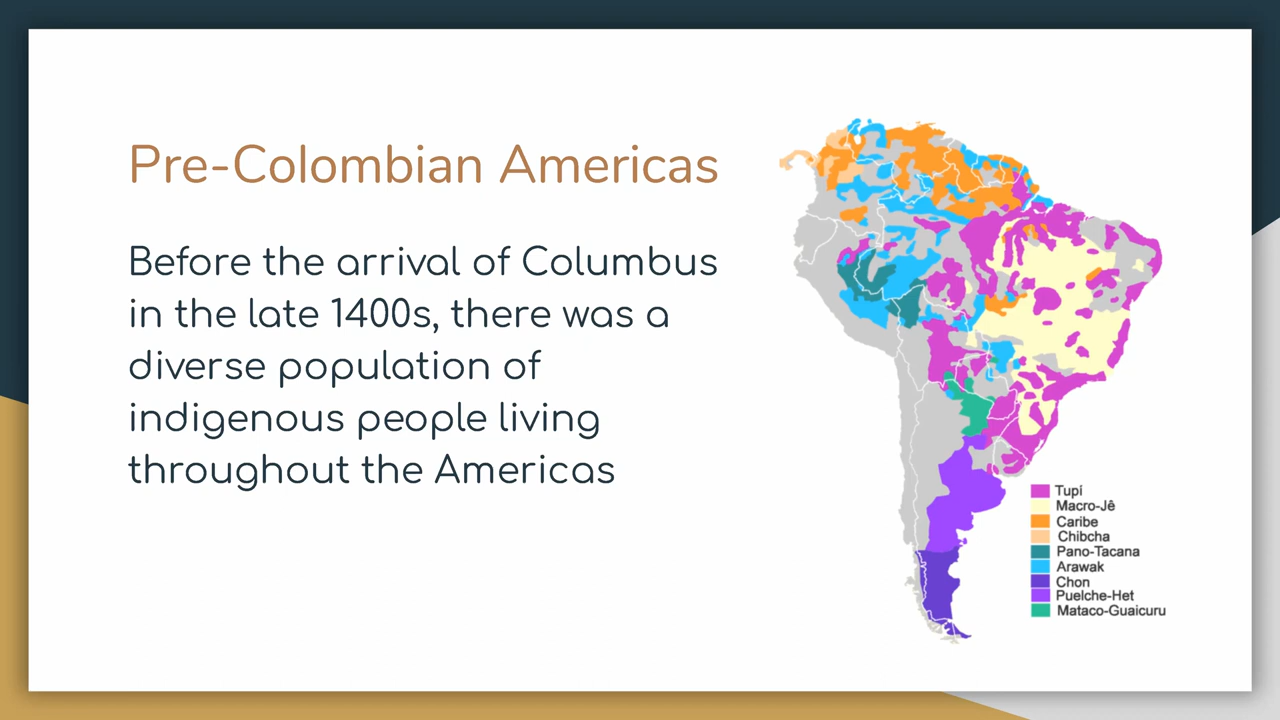 Pre-Colombian Americas
Before the arrival of Columbus
in the late 1400s, there was a
diverse population of
indigenous people living
throughout the Americas
Tupí
Macro-Jê
Caribe
Chibcha
Pano-Tacana
Arawak
Chon
Puelche-Het
Mataco-Guaicuru